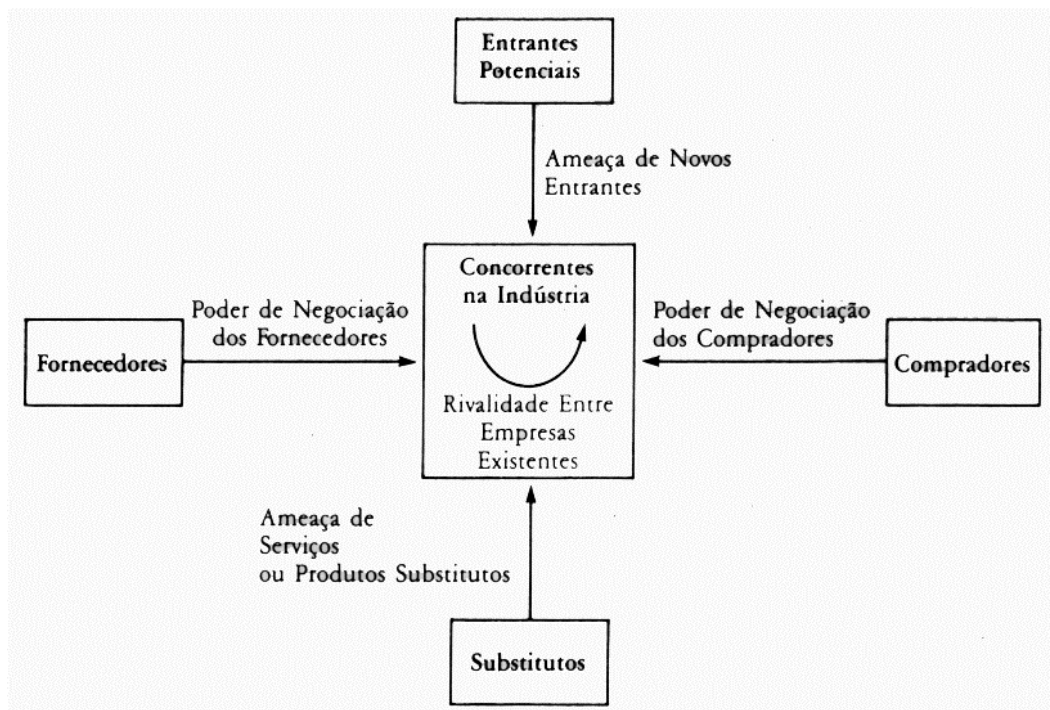 Entrantes
Potenciais
Ameaça de Novos
Entrantes
Concorrentes
na Indústria
Poder de Negociação
dos Fornecedores
Poder de Negociação
dos Compradores
Fornecedores
Compradores
Rivalidade Entre
Empresas
Existentes
Ameaça de
Serviços
ou Produtos Substitutos
Substitutos